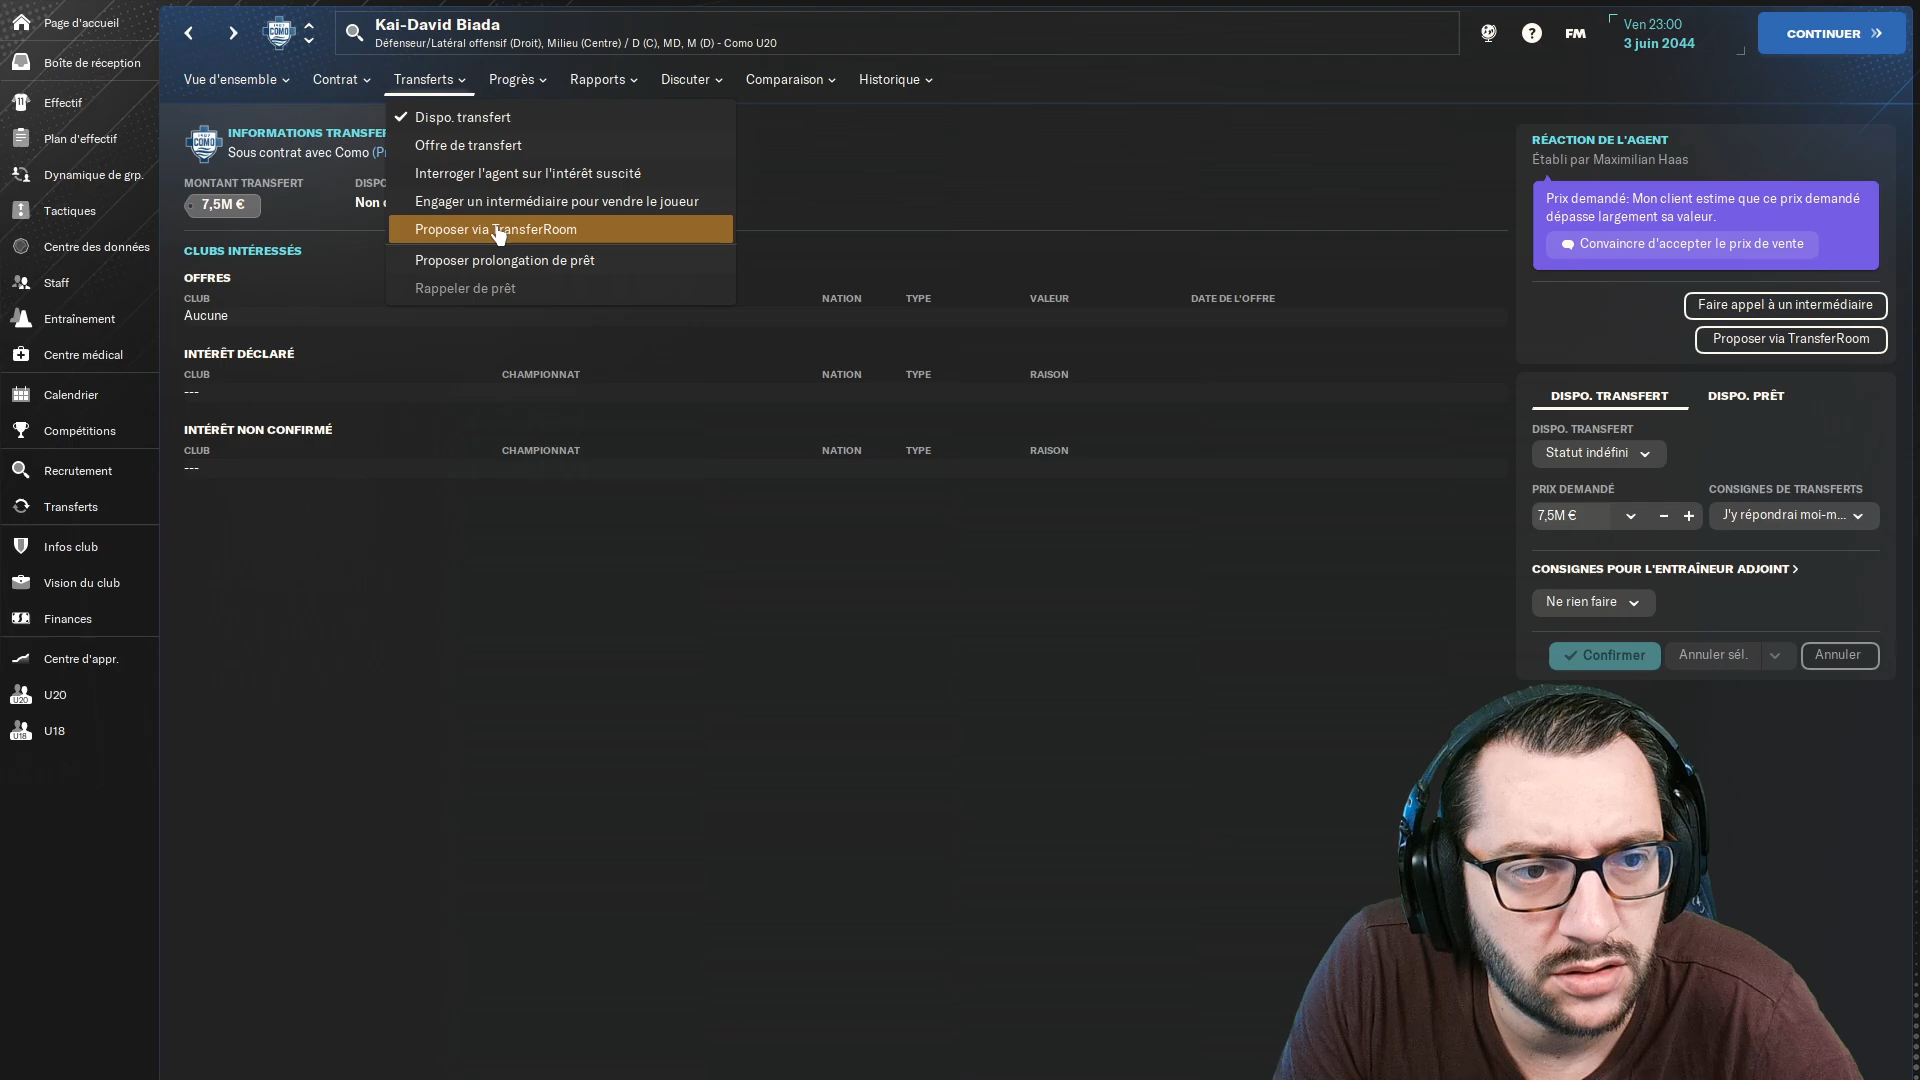 Page d'accueil
Boîte de réception
Effectif
Plan d'effectif
Dynamique de grp.
Tactiques
Centre des données
Staff
Entraînement
Centre médical
Calendrier
Compétitions
Recrutement
Transferts
Infos club
Vision du club
Finances
Centre d'appr.
U20
U20
U18
U18
1907
COMO
Kai-David Biada
Défenseur/Latéral offensif (Droit), Milieu (Centre) / D (C), MD, M (D) - Como U20
FM
Ven 23:00
3 juin 2044
CONTINUER
Vue d'ensemble
Contrat
Transferts
Progrès
Rapports
Discuter
Comparaison
Historique
Dispo. transfert
Offre de transfert
Interroger l'agent sur l'intérêt suscité
Engager un intermédiaire pour vendre le joueur
Proposer via TransferRoom
Proposer prolongation de prêt
Rappeler de prêt
1907
COMO
INFORMATIONS TRANSFER
Sous contrat avec Como (P
MONTANT TRANSFERT
DISPO
7,5M €
Non
CLUBS INTÉRESSÉS
OFFRES
CLUB
NATION
TYPE
VALEUR
DATE DE L'OFFRE
Aucune
INTÉRÊT DÉCLARÉ
CLUB
CHAMPIONNAT
NATION
TYPE
RAISON
---
INTÉRÊT NON CONFIRMÉ
CLUB
CHAMPIONNAT
NATION
TYPE
RAISON
---
RÉACTION DE L'AGENT
Établi par Maximilian Haas
Prix demandé: Mon client estime que ce prix demandé
dépasse largement sa valeur.
Convaincre d'accepter le prix de vente
Faire appel à un intermédiaire
Proposer via TransferRoom
DISPO. TRANSFERT
DISPO. PRÊT
DISPO. TRANSFERT
Statut indéfini
PRIX DEMANDÉ
CONSIGNES DE TRANSFERTS
7,5M €
J'y répondrai moi-m...
CONSIGNES POUR L'ENTRAÎNEUR ADJOINT
Ne rien faire
Confirmer
Annuler sél.
Annuler